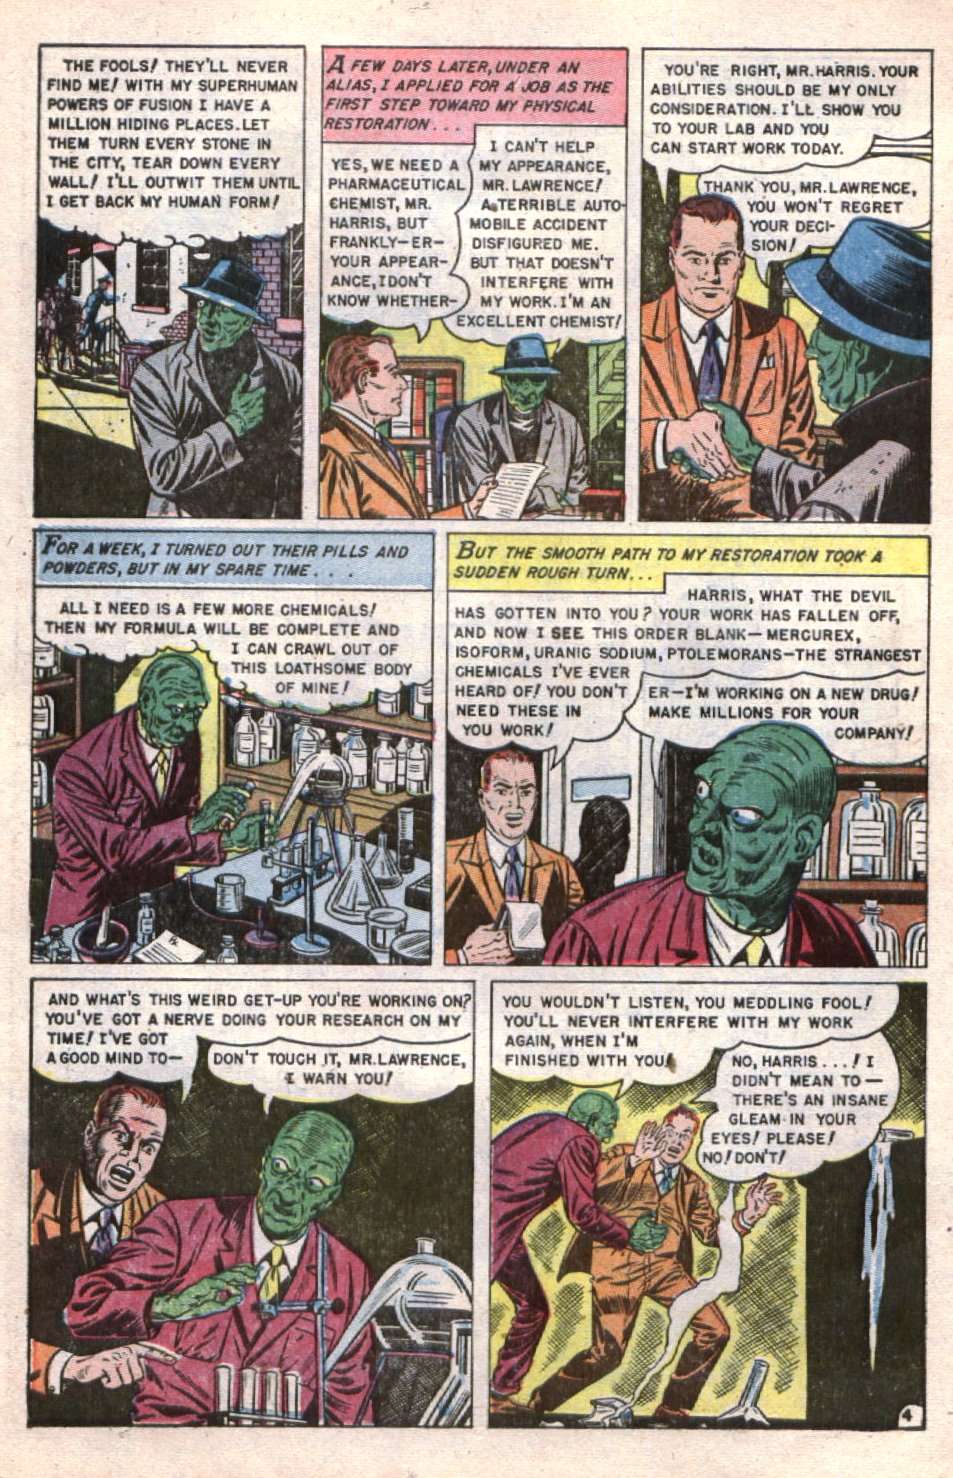 THE FOOLS! THEY'LL NEVER
FIND ME! WITH MY SUPERHUMAN
POWERS OF FUSION I HAVE A
MILLION HIDING PLACES. LET
THEM TURN EVERY STONE IN
THE CITY, TEAR DOWN EVERY
WALL! I'LL OUTWIT THEM UNTIL
I GET BACK MY HUMAN FORM!
A FEW DAYS LATER, UNDER AN
ALIAS, I APPLIED FOR A JOB AS THE
FIRST STEP TOWARD MY PHYSICAL
RESTORATION...
YES, WE NEED A
PHARMACEUTICAL
CHEMIST, MR.
HARRIS, BUT
FRANKLY-ER-
YOUR APPEAR-
ANCE, I DON'T
KNOW WHETHER-
I CAN'T HELP
MY APPEARANCE,
MR. LAWRENCE!
A TERRIBLE AUTO-
MOBILE ACCIDENT
DISFIGURED ME.
BUT THAT DOESN'T
INTERFERE WITH
MY WORK. I'M AN
EXCELLENT CHEMIST!
YOU'RE RIGHT, MR. HARRIS. YOUR
ABILITIES SHOULD BE MY ONLY
CONSIDERATION. I'LL SHOW YOU
TO YOUR LAB AND YOU
CAN START WORK TODAY.
THANK YOU, MR. LAWRENCE,
YOU WON'T REGRET
YOUR DECI-
SION!
FOR A WEEK, I TURNED OUT THEIR PILLS AND
POWDERS, BUT IN MY SPARE TIME....
ALL I NEED IS A FEW MORE CHEMICALS!
THEN MY FORMULA WILL BE COMPLETE AND
I CAN CRAWL OUT OF
THIS LOATHSOME BODY
OF MINE!
Rx
BUT THE SMOOTH PATH TO MY RESTORATION TOOK A
SUDDEN ROUGH TURN...
HARRIS, WHAT THE DEVIL
HAS GOTTEN INTO YOU? YOUR WORK HAS FALLEN OFF,
AND NOW I SEE THIS ORDER BLANK-MERCUREX,
ISOFORM, URANIG SODIUM, PTOLEMORANS-THE STRANGEST
CHEMICALS I'VE EVER
HEARD OF! YOU DON'T
NEED THESE IN
YOU WORK!
ER-I'M WORKING ON A NEW DRUG!
MAKE MILLIONS FOR YOUR
COMPANY!
AND WHAT'S THIS WEIRD GET-UP YOU'RE WORKING ON?
YOU'VE GOT A NERVE DOING YOUR RESEARCH ON MY
TIME! I'VE GOT
A GOOD MIND TO-
DON'T TOUCH IT, MR. LAWRENCE,
I WARN YOU!
YOU WOULDN'T LISTEN, YOU MEDDLING FOOL!
YOU'LL NEVER INTERFERE WITH MY WORK
AGAIN, WHEN I'M
FINISHED WITH YOU!
NO, HARRIS...! I
DIDN'T MEAN TO-
THERE'S AN INSANE
GLEAM IN YOUR
EYES! PLEASE!
NO! DON'T!
4